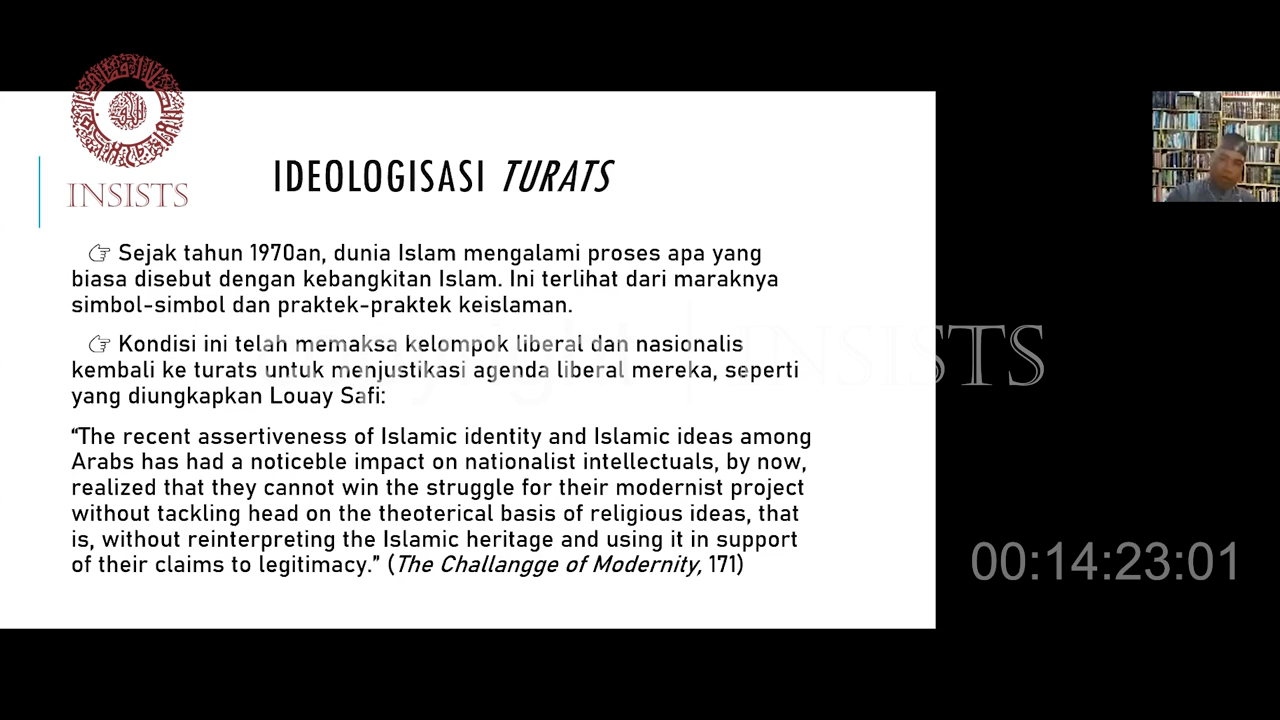 INSISTS
IDEOLOGISASI TURATS
☞ Sejak tahun 1970an, dunia Islam mengalami proses apa yang
biasa disebut dengan kebangkitan Islam. Ini terlihat dari maraknya
simbol-simbol dan praktek-praktek keislaman.
☞ Kondisi ini telah memaksa kelompok liberal dan nasionalis
kembali ke turats untuk menjustikasi agenda liberal mereka, seperti
yang diungkapkan Louay Safi:
“The recent assertiveness of Islamic identity and Islamic ideas among
Arabs has had a noticeble impact on nationalist intellectuals, by now,
realized that they cannot win the struggle for their modernist project
without tackling head on the theoterical basis of religious ideas, that
is, without reinterpreting the Islamic heritage and using it in support
of their claims to legitimacy.” (The Challangge of Modernity, 171)
INSISTS
00:14:23:01